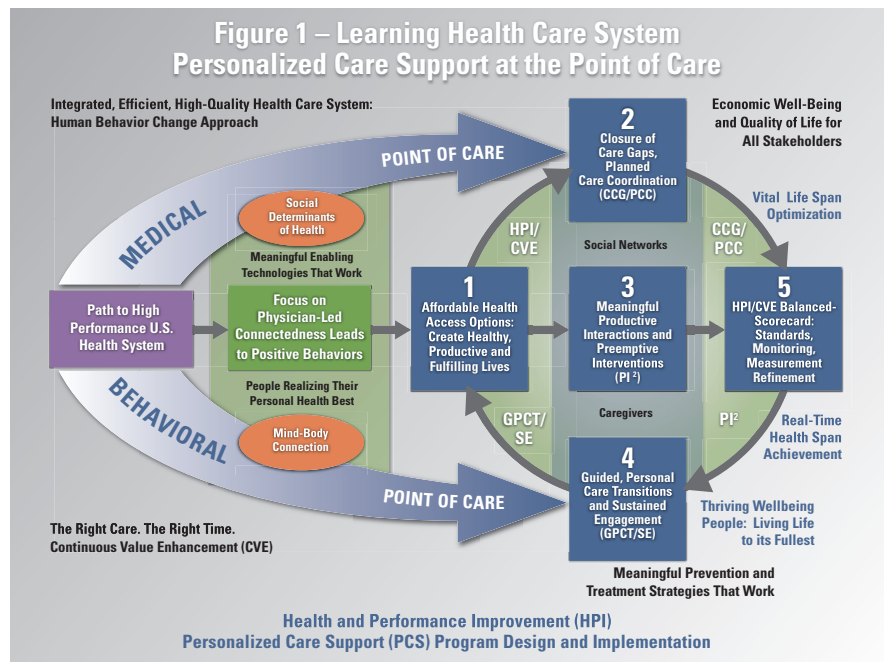 Figure 1 – Learning Health Care System
Personalized Care Support at the Point of Care
Integrated, Efficient, High-Quality Health Care System:
Human Behavior Change Approach
Economic Well-Being
and Quality of Life for
All Stakeholders
MEDICAL
POINT OF CARE
2
Closure of
Care Gaps,
Planned
Care Coordination
(CCG/PCC)
Vital Life Span
Optimization
Social
Determinants
of Health
HPI/
CVE
CCG/
PCC
Social Networks
Meaningful Enabling
Technologies That Work
Path to High
Performance U.S.
Health System
Focus on
Physician-Led
Connectedness Leads
to Positive Behaviors
1
Affordable Health
Access Options:
Create Healthy,
Productive and
Fulfilling Lives
3
Meaningful
Productive
Interactions and
Preemptive
Interventions
(PI ²)
5
HPI/CVE Balanced-
Scorecard:
Standards,
Monitoring,
Measurement
Refinement
People Realizing Their
Personal Health Best
Caregivers
BEHAVIORAL
Mind-Body
Connection
GPCT/
SE
PI²
Real-Time
Health Span
Achievement
POINT OF CARE
4
Guided, Personal
Care Transitions
and Sustained
Engagement
(GPCT/SE)
Thriving Wellbeing
People: Living Life
to its Fullest
The Right Care. The Right Time.
Continuous Value Enhancement (CVE)
Meaningful Prevention and
Treatment Strategies That Work
Health and Performance Improvement (HPI)
Personalized Care Support (PCS) Program Design and Implementation